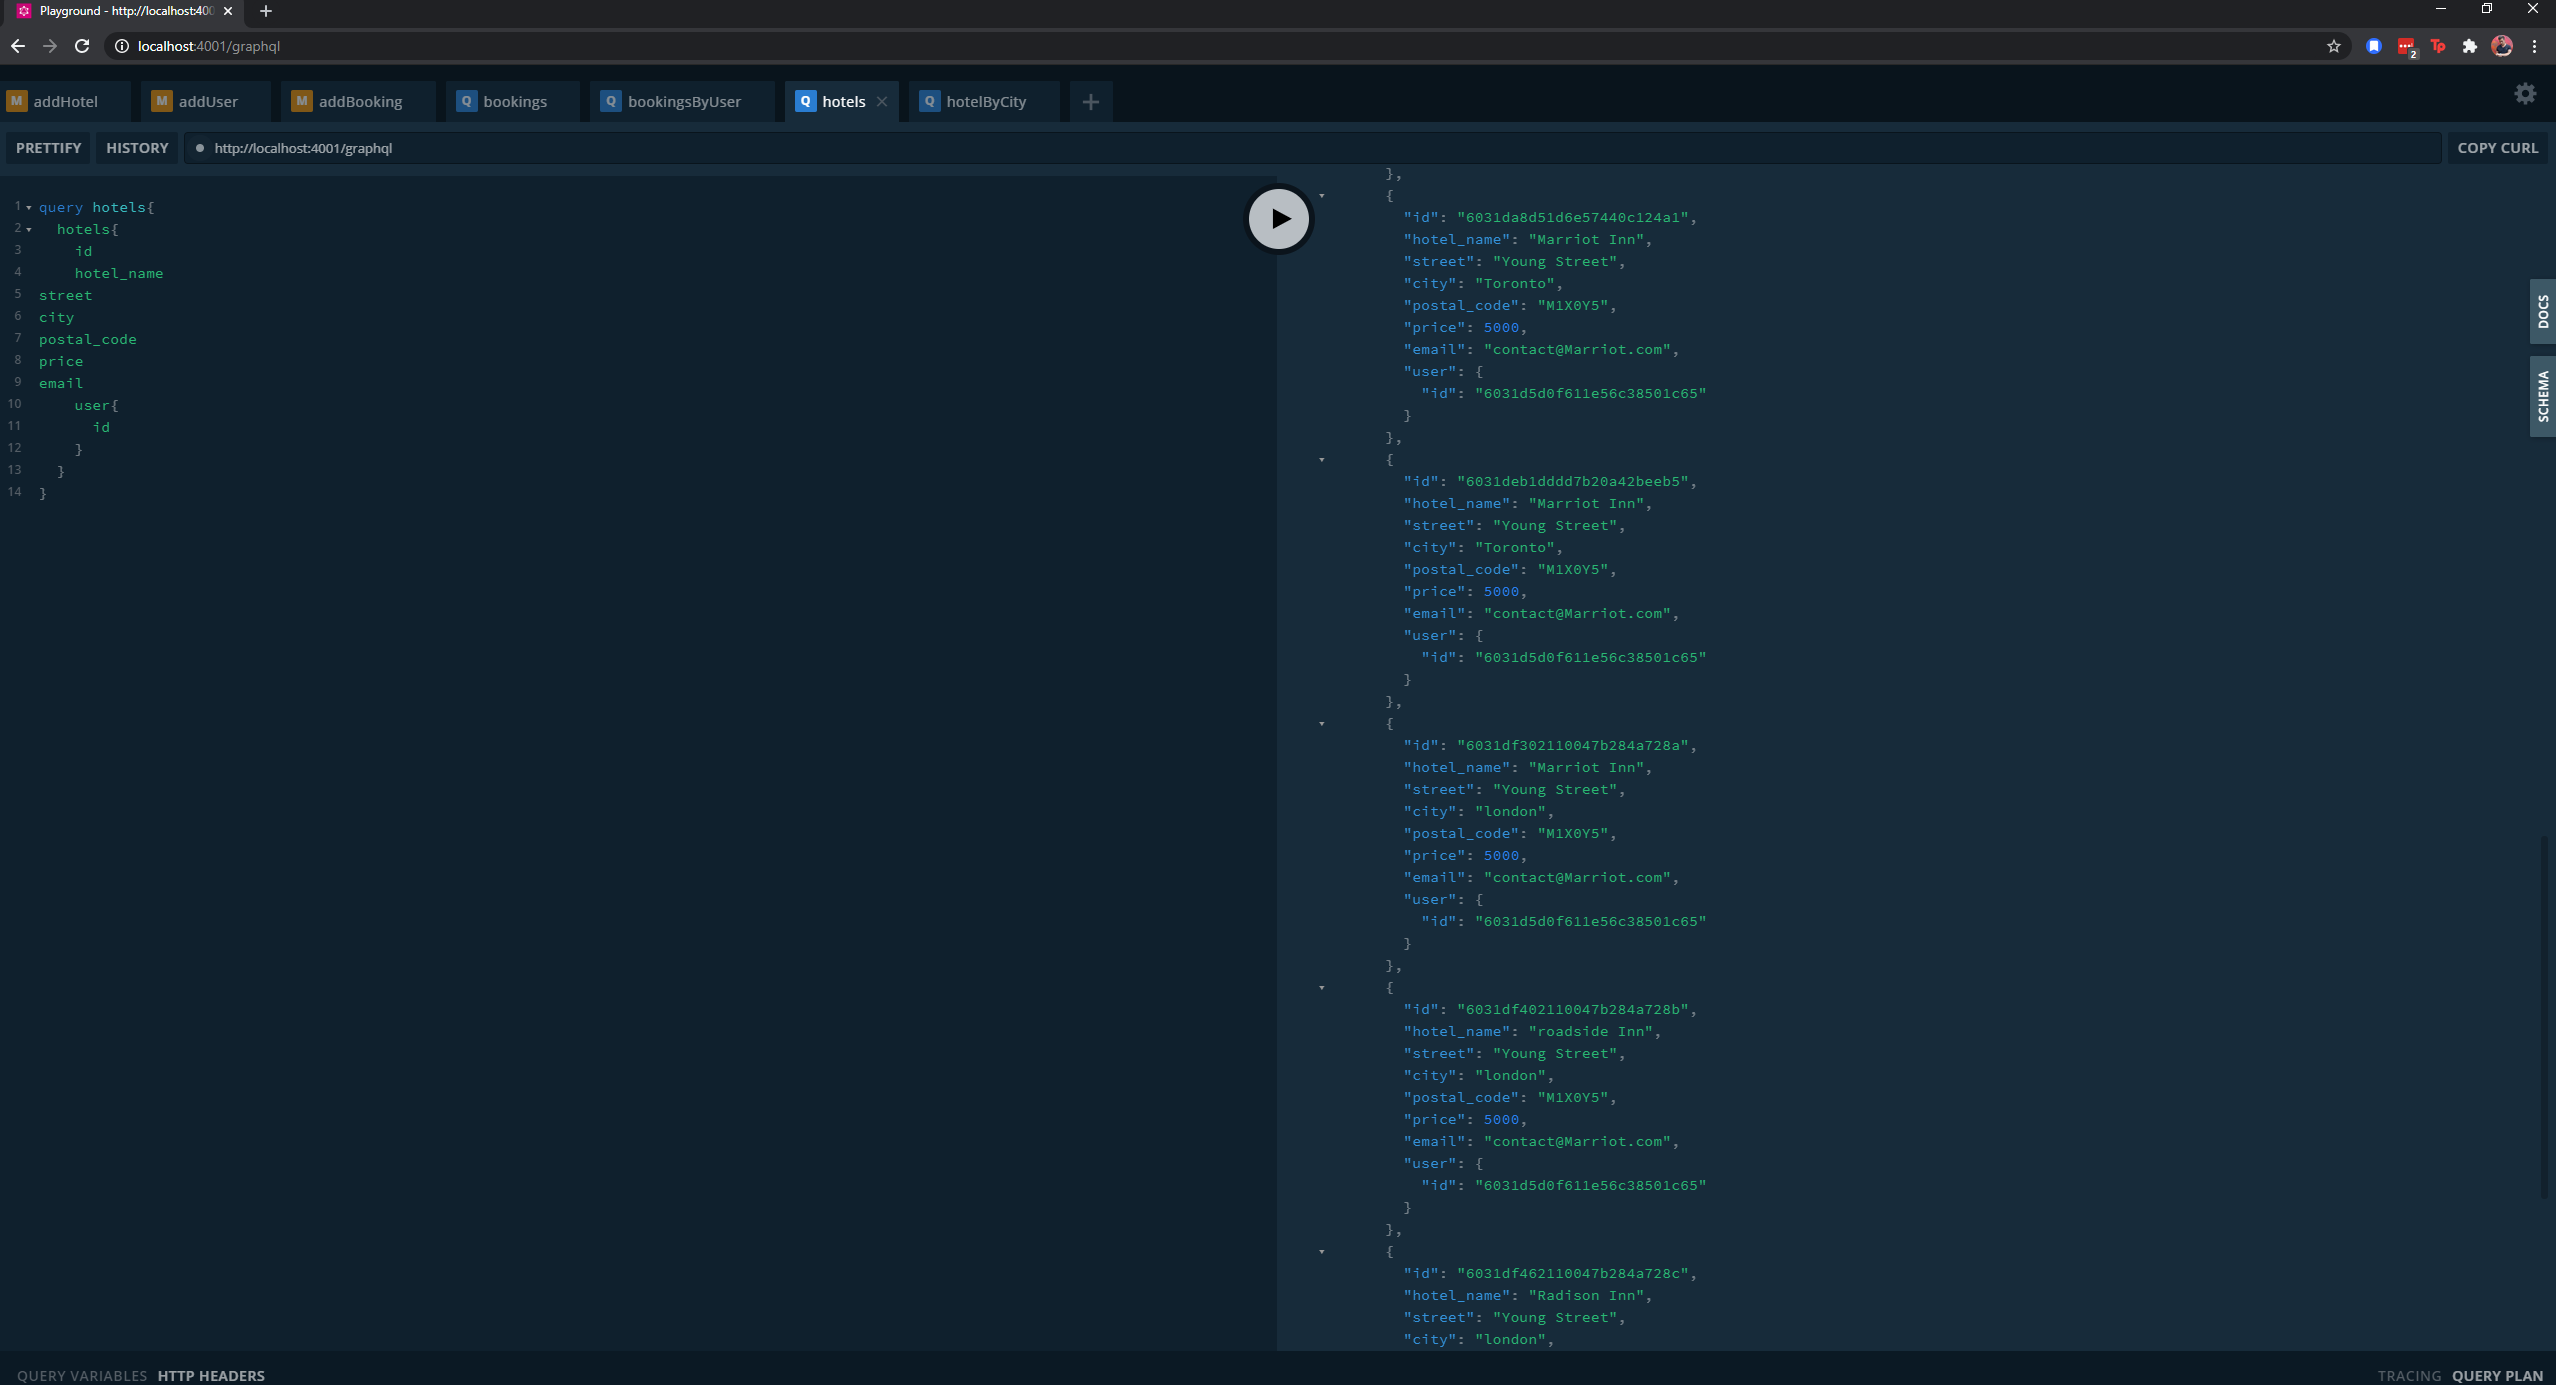 Playground - http://localhost:400
localhost:4001/graphql
2
Tp
M addHotel
M addUser
M addBooking
Q bookings
Q bookingsByUser
Q hotels
Q hotelByCity
PRETTIFY
HISTORY
http://localhost:4001/graphql
COPY CURL
1 query hotels{
2 hotels{
3 id
4 hotel_name
5 street
6 city
7 postal_code
8 price
9 email
10 user{
11 id
12 }
13 }
14 }
},
{
"id": "6031da8d51d6e57440c124a1",
"hotel_name": "Marriot Inn",
"street": "Young Street",
"city": "Toronto",
"postal_code": "M1X0Y5",
"price": 5000,
"email": "contact@Marriot.com",
"user": {
"id": "6031d5d0f611e56c38501c65"
}
},
{
"id": "6031deb1dddd7b20a42beeb5",
"hotel_name": "Marriot Inn",
"street": "Young Street",
"city": "Toronto",
"postal_code": "M1X0Y5",
"price": 5000,
"email": "contact@Marriot.com",
"user": {
"id": "6031d5d0f611e56c38501c65"
}
},
{
"id": "6031df302110047b284a728a",
"hotel_name": "Marriot Inn",
"street": "Young Street",
"city": "london",
"postal_code": "M1X0Y5",
"price": 5000,
"email": "contact@Marriot.com",
"user": {
"id": "6031d5d0f611e56c38501c65"
}
},
{
"id": "6031df402110047b284a728b",
"hotel_name": "roadside Inn",
"street": "Young Street",
"city": "london",
"postal_code": "M1X0Y5",
"price": 5000,
"email": "contact@Marriot.com",
"user": {
"id": "6031d5d0f611e56c38501c65"
}
},
{
"id": "6031df462110047b284a728c",
"hotel_name": "Radison Inn",
"street": "Young Street",
"city": "london",
DOCS
SCHEMA
QUERY VARIABLES HTTP HEADERS
TRACING QUERY PLAN